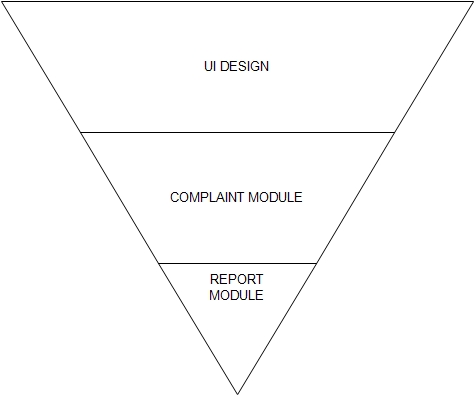 UI DESIGN
COMPLAINT MODULE
REPORT
MODULE